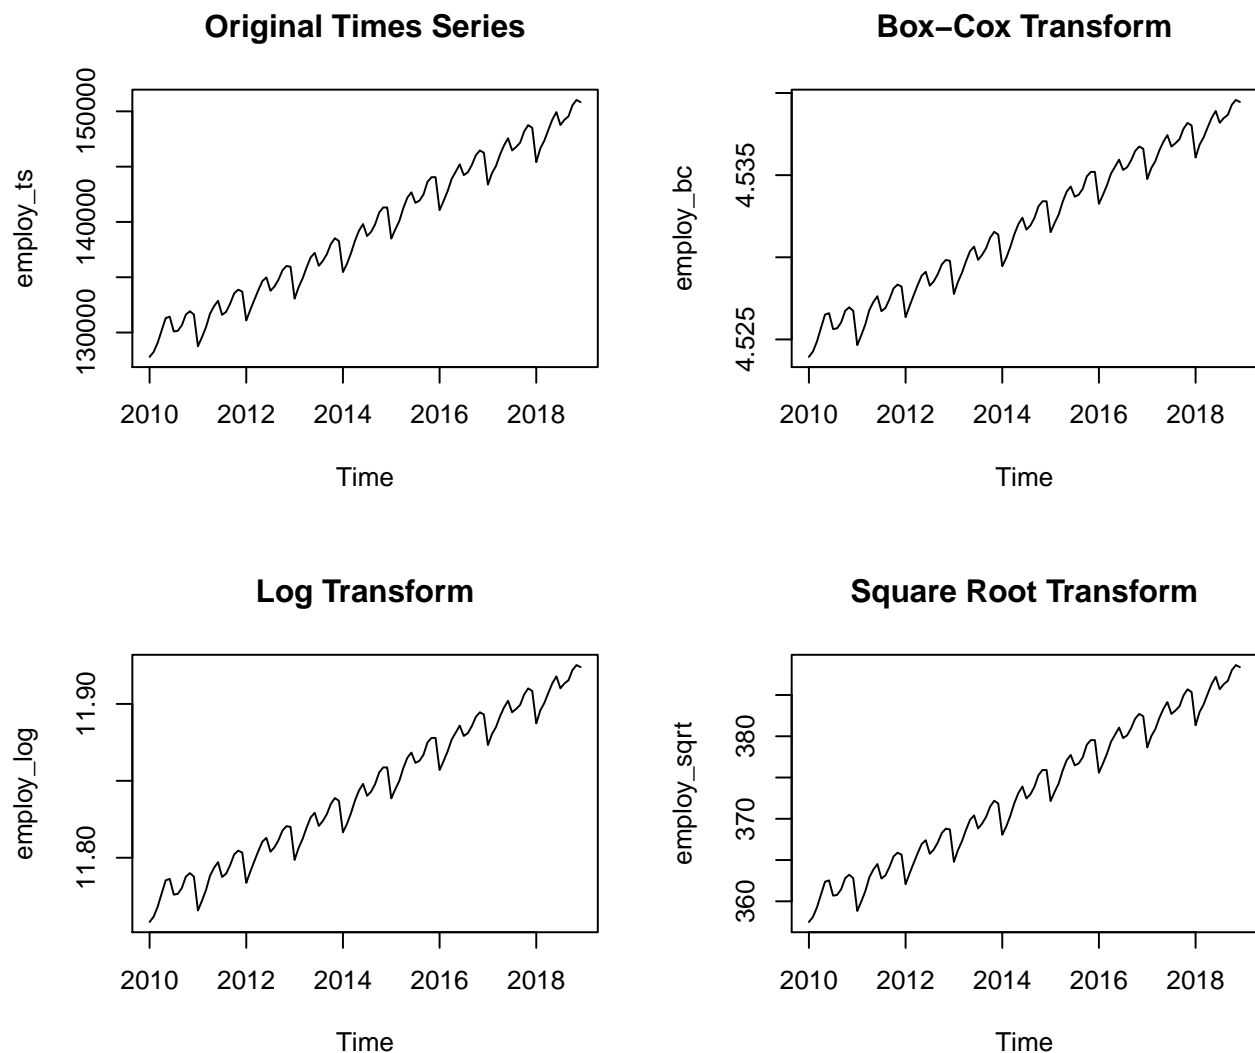 Original Times Series
employ_ts
150000
140000
130000
2010 2012 2014 2016 2018
Time
Box−Cox Transform
employ_bc
4.535
4.525
2010 2012 2014 2016 2018
Time
Log Transform
employ_log
11.90
11.80
2010 2012 2014 2016 2018
Time
Square Root Transform
employ_sqrt
380
370
360
2010 2012 2014 2016 2018
Time